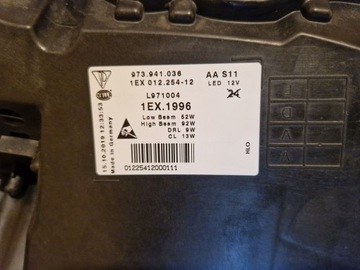 973.941.036
AA S11
1EX 012.254-12
LED 12V
L971004
1EX.1996
Low Beam 52W
High Beam 92W
DRL 9W
CL 13W
01225412000111
15.10.2019 12:33:53
Made in Germany
HLO